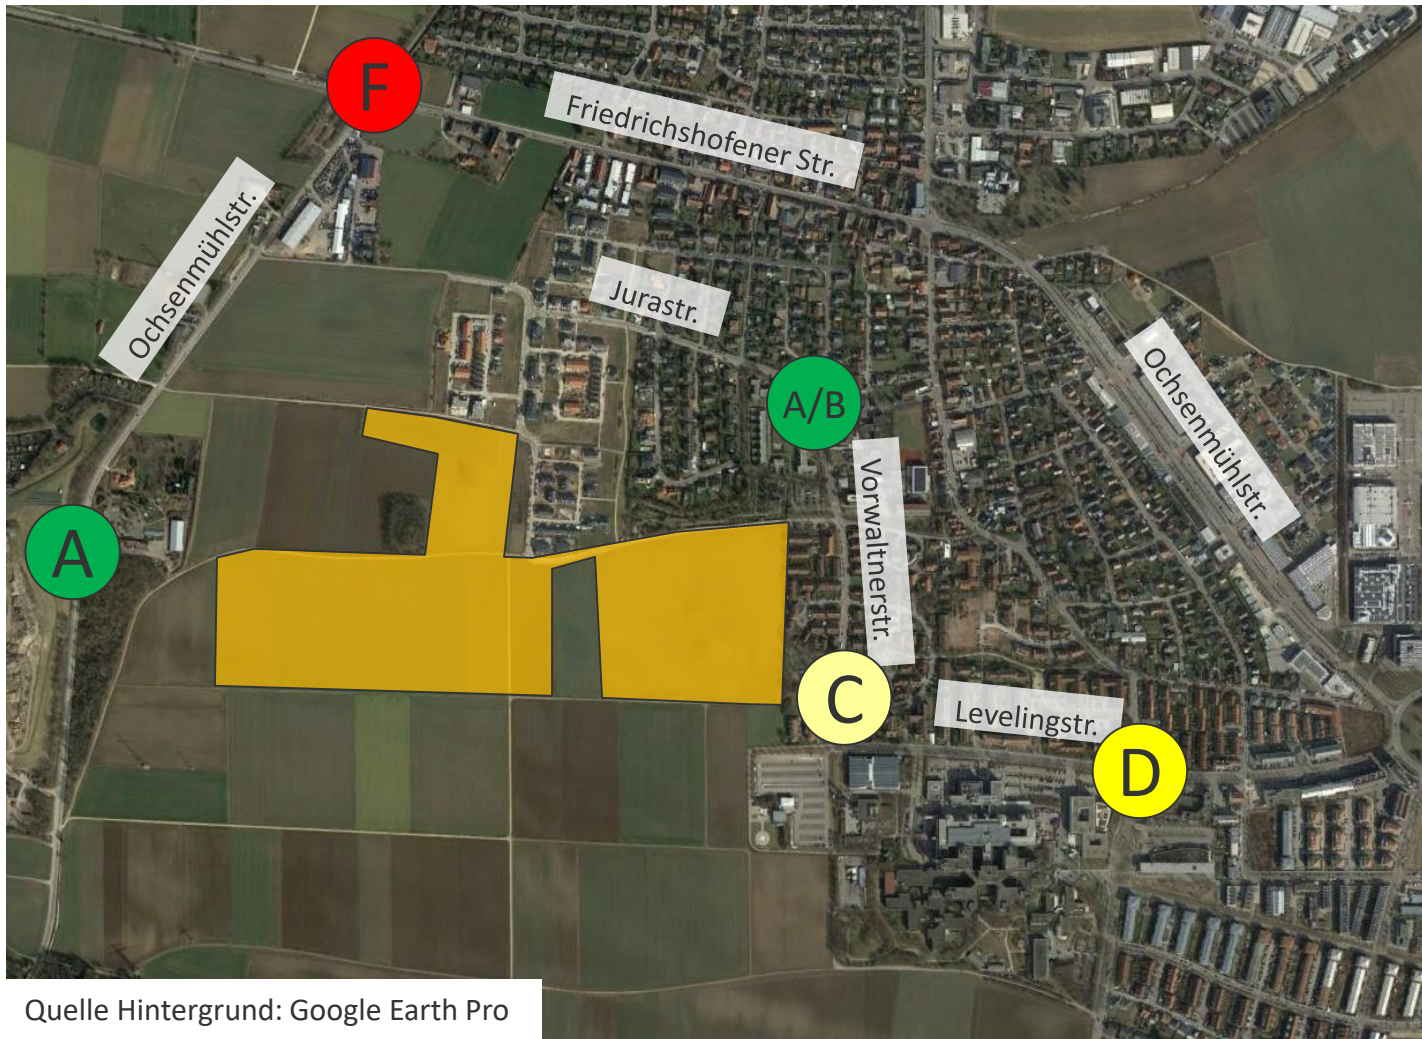 F
Friedrichshofener Str.
Ochsenmühlstr.
Jurastr.
Ochsenmühlstr.
A/B
Vorwaltnerstr.
A
C
Levelingstr.
D
Quelle Hintergrund: Google Earth Pro